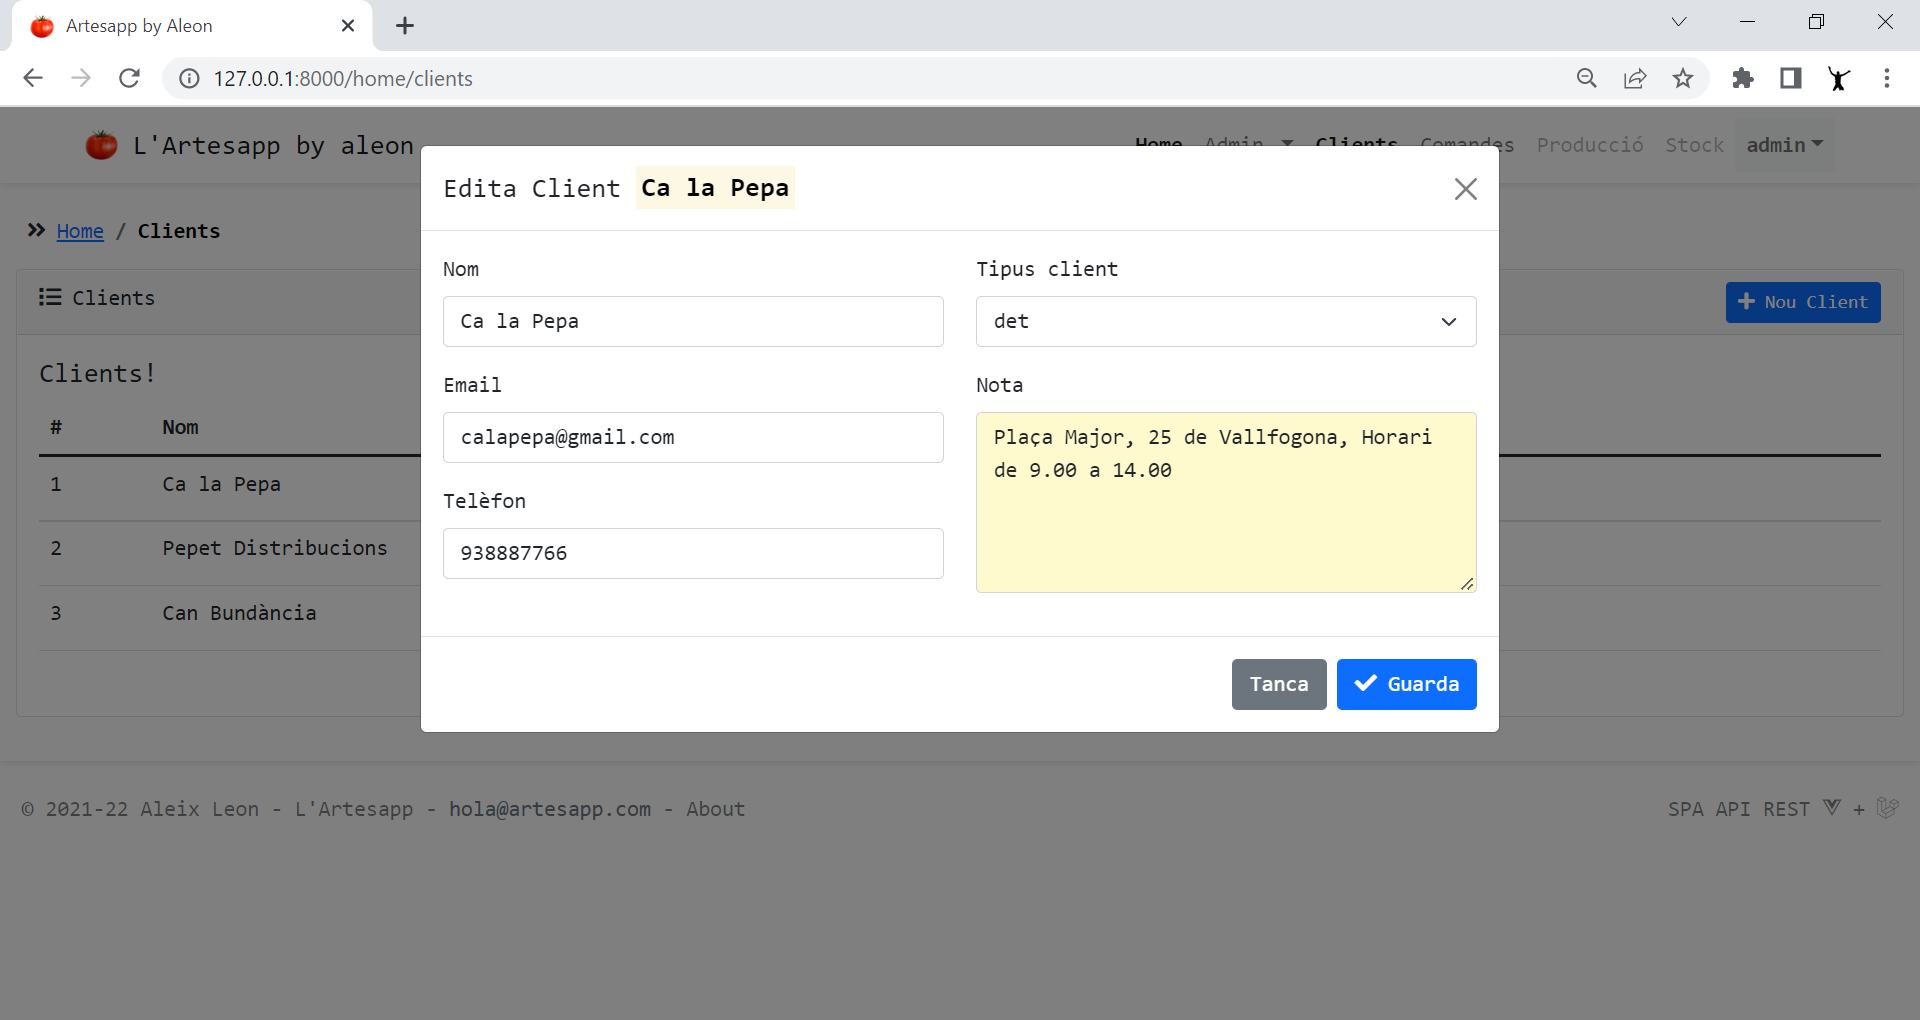 Artesapp by Aleon
127.0.0.1:8000/home/clients
L'Artesapp by aleon
Home Admin Clients Comandes Producció Stock admin
Edita Client Ca la Pepa
» Home / Clients
Clients
+ Nou Client
Clients!
# Nom
1 Ca la Pepa
2 Pepet Distribucions
3 Can Bundància
Nom
Ca la Pepa
Email
calapepa@gmail.com
Telèfon
938887766
Tipus client
det
Nota
Plaça Major, 25 de Vallfogona, Horari
de 9.00 a 14.00
Tanca
Guarda
© 2021-22 Aleix Leon - L'Artesapp - hola@artesapp.com - About
SPA API REST +